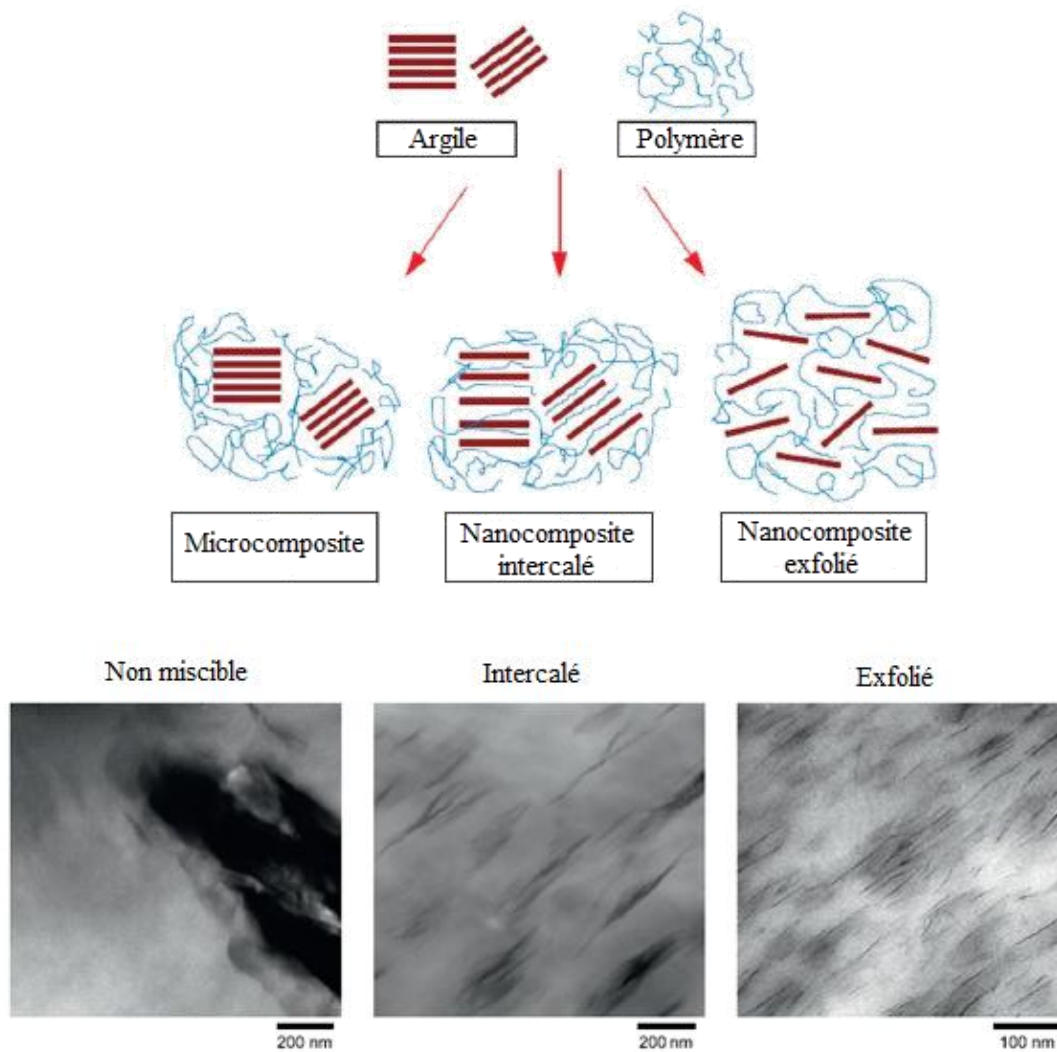 Argile
Polymère
Microcomposite
Nanocomposite
intercalé
Nanocomposite
exfolié
Non miscible
Intercalé
Exfolié
200 nm
200 nm
100 nm